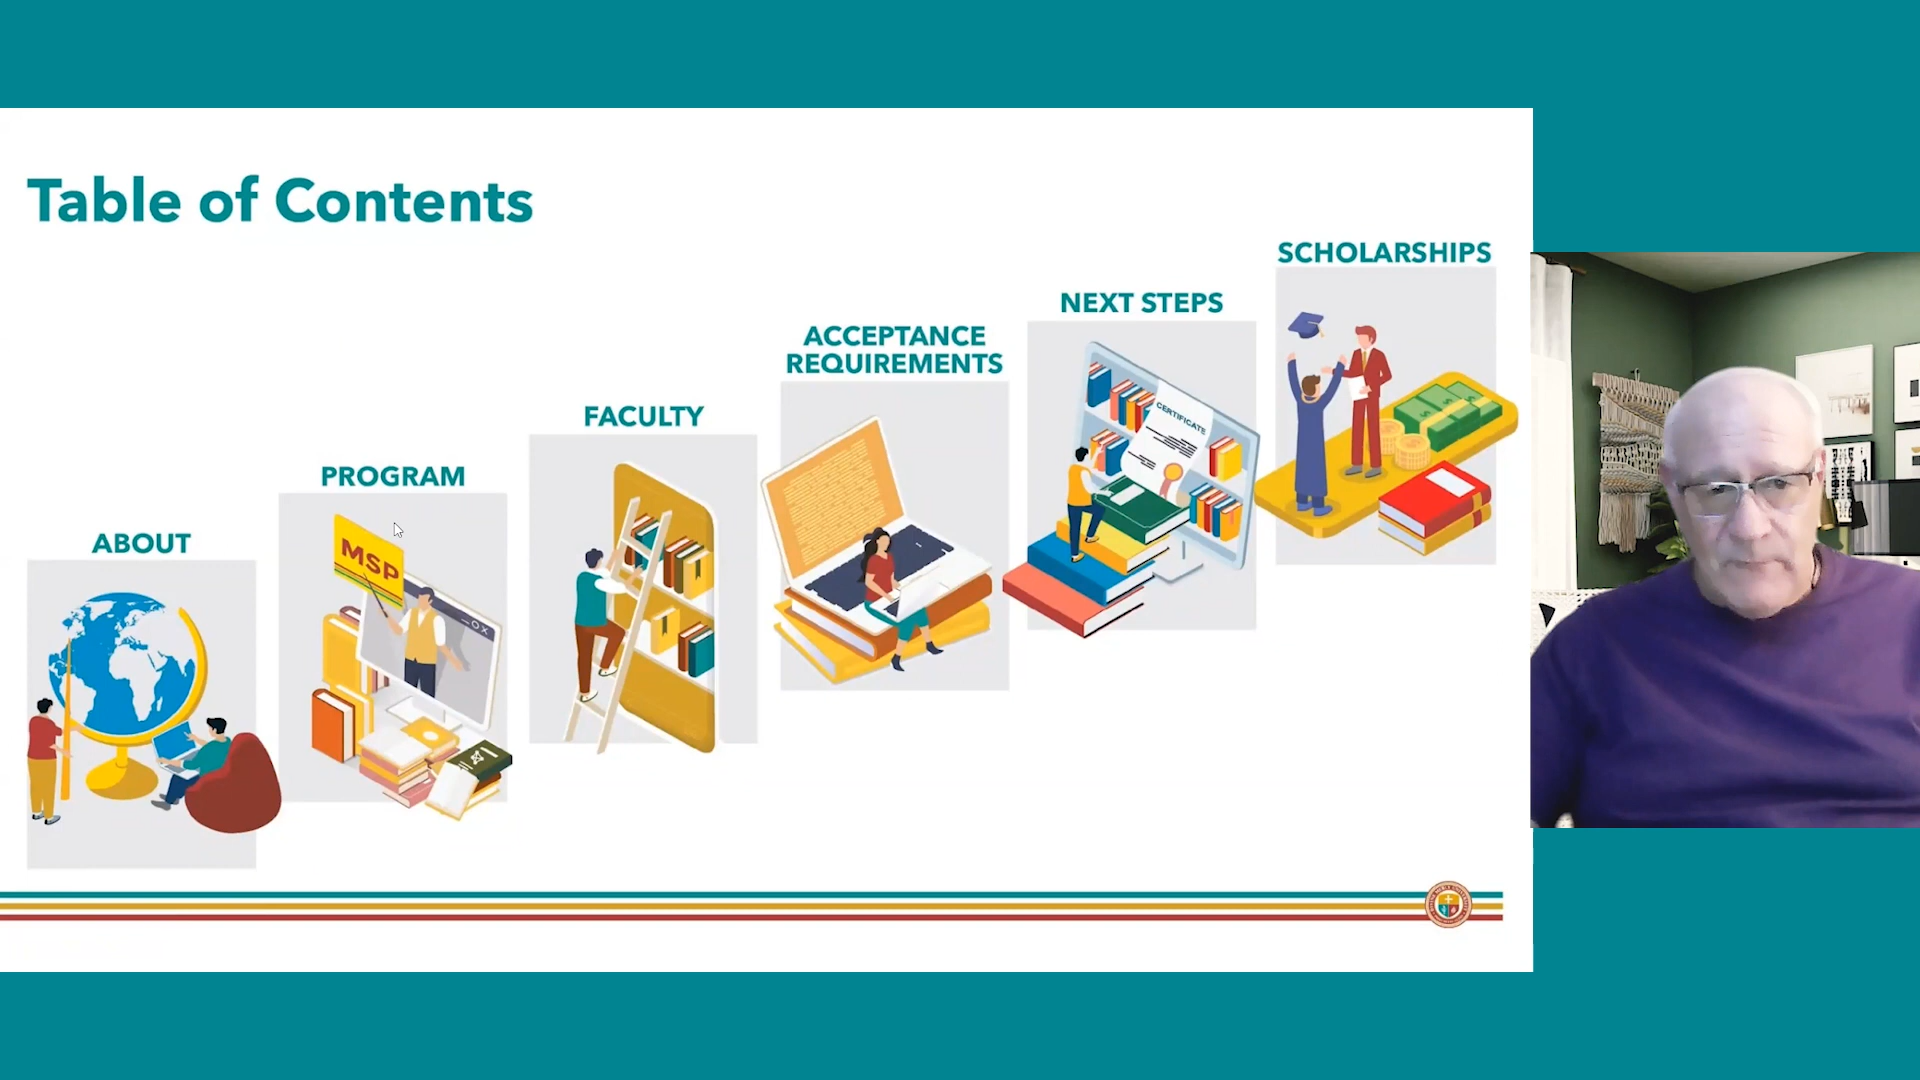 Table of Contents
ABOUT
PROGRAM
MSP
FACULTY
ACCEPTANCE
REQUIREMENTS
NEXT STEPS
CERTIFICATE
SCHOLARSHIPS